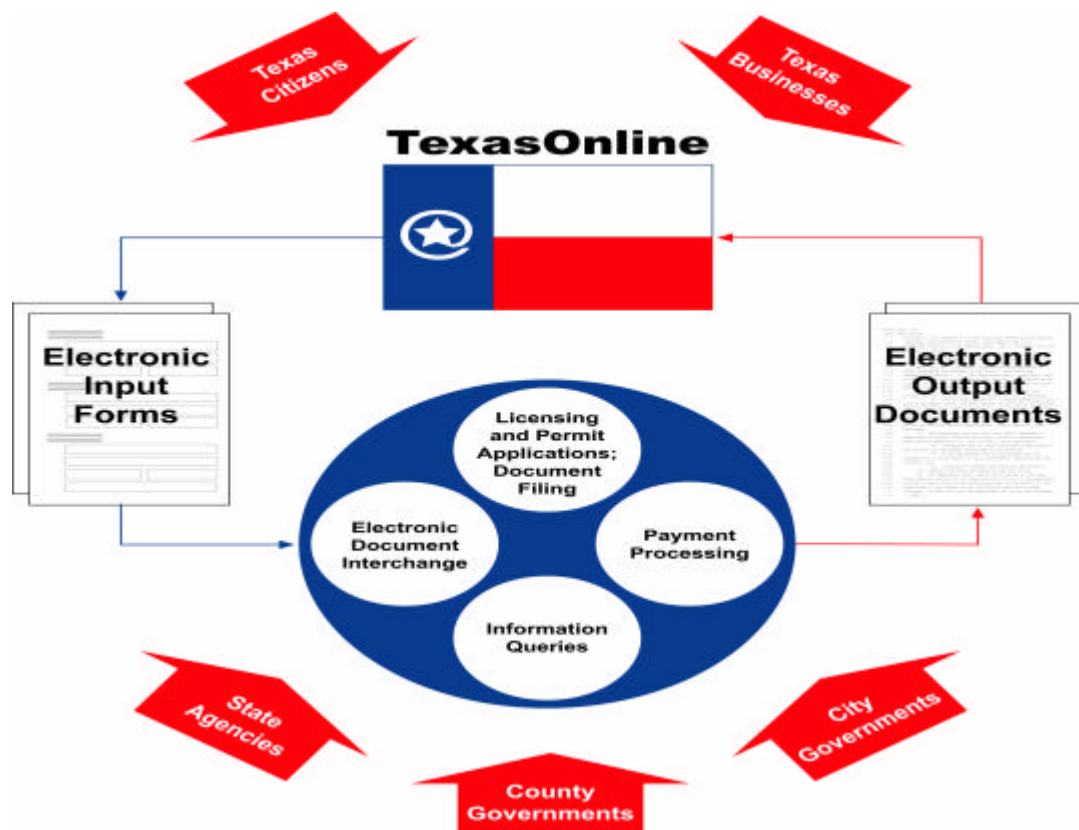 Texas
Citizens
Texas
Businesses
TexasOnline
Electronic
Input
Forms
Electronic
Output
Documents
Licensing
and Permit
Applications;
Document
Filing
Electronic
Document
Interchange
Payment
Processing
Information
Queries
State
Agencies
City
Governments
County
Governments